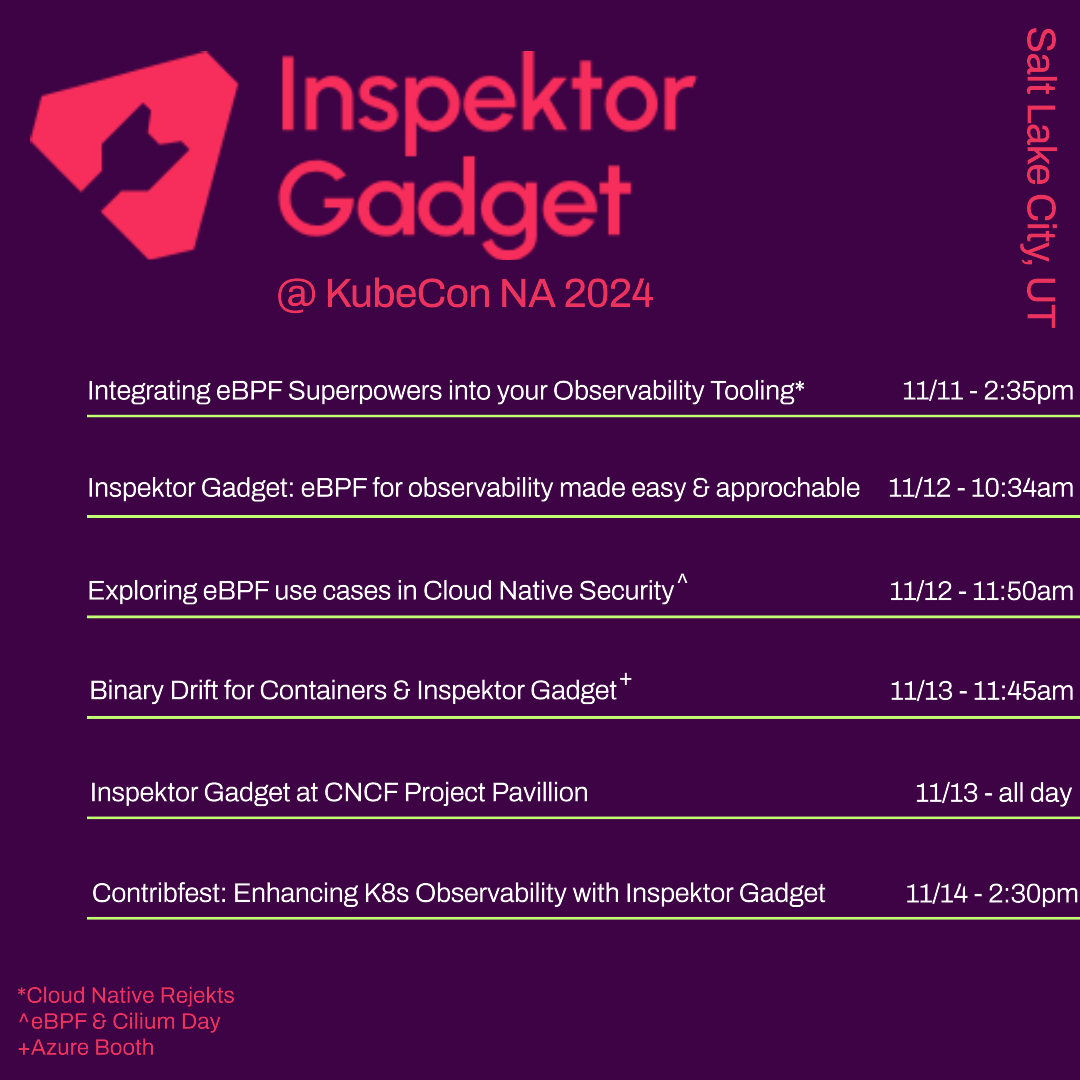 Inspektor
Gadget
@ KubeCon NA 2024
Salt Lake City, UT
Integrating eBPF Superpowers into your Observability Tooling* 11/11 - 2:35pm
Inspektor Gadget: eBPF for observability made easy & approchable 11/12 - 10:34am
Exploring eBPF use cases in Cloud Native Security^ 11/12 - 11:50am
Binary Drift for Containers & Inspektor Gadget+ 11/13 - 11:45am
Inspektor Gadget at CNCF Project Pavillion 11/13 - all day
Contribfest: Enhancing K8s Observability with Inspektor Gadget 11/14 - 2:30pm
*Cloud Native Rejekts
^eBPF & Cilium Day
+Azure Booth